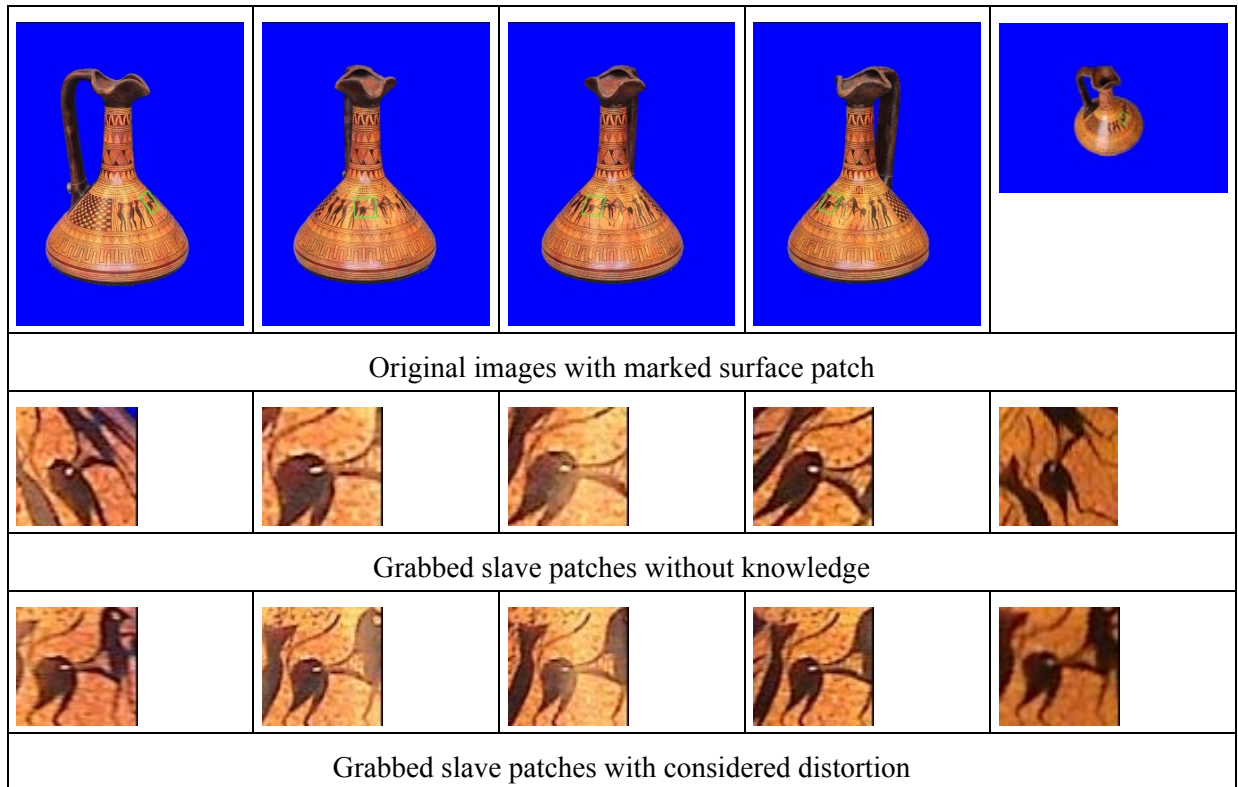 Original images with marked surface patch
Grabbed slave patches without knowledge
Grabbed slave patches with considered distortion